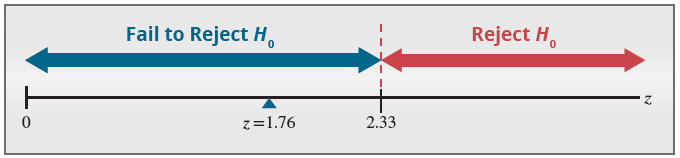 Fail to Reject H₀ Reject H₀
z
0 z=1.76 2.33